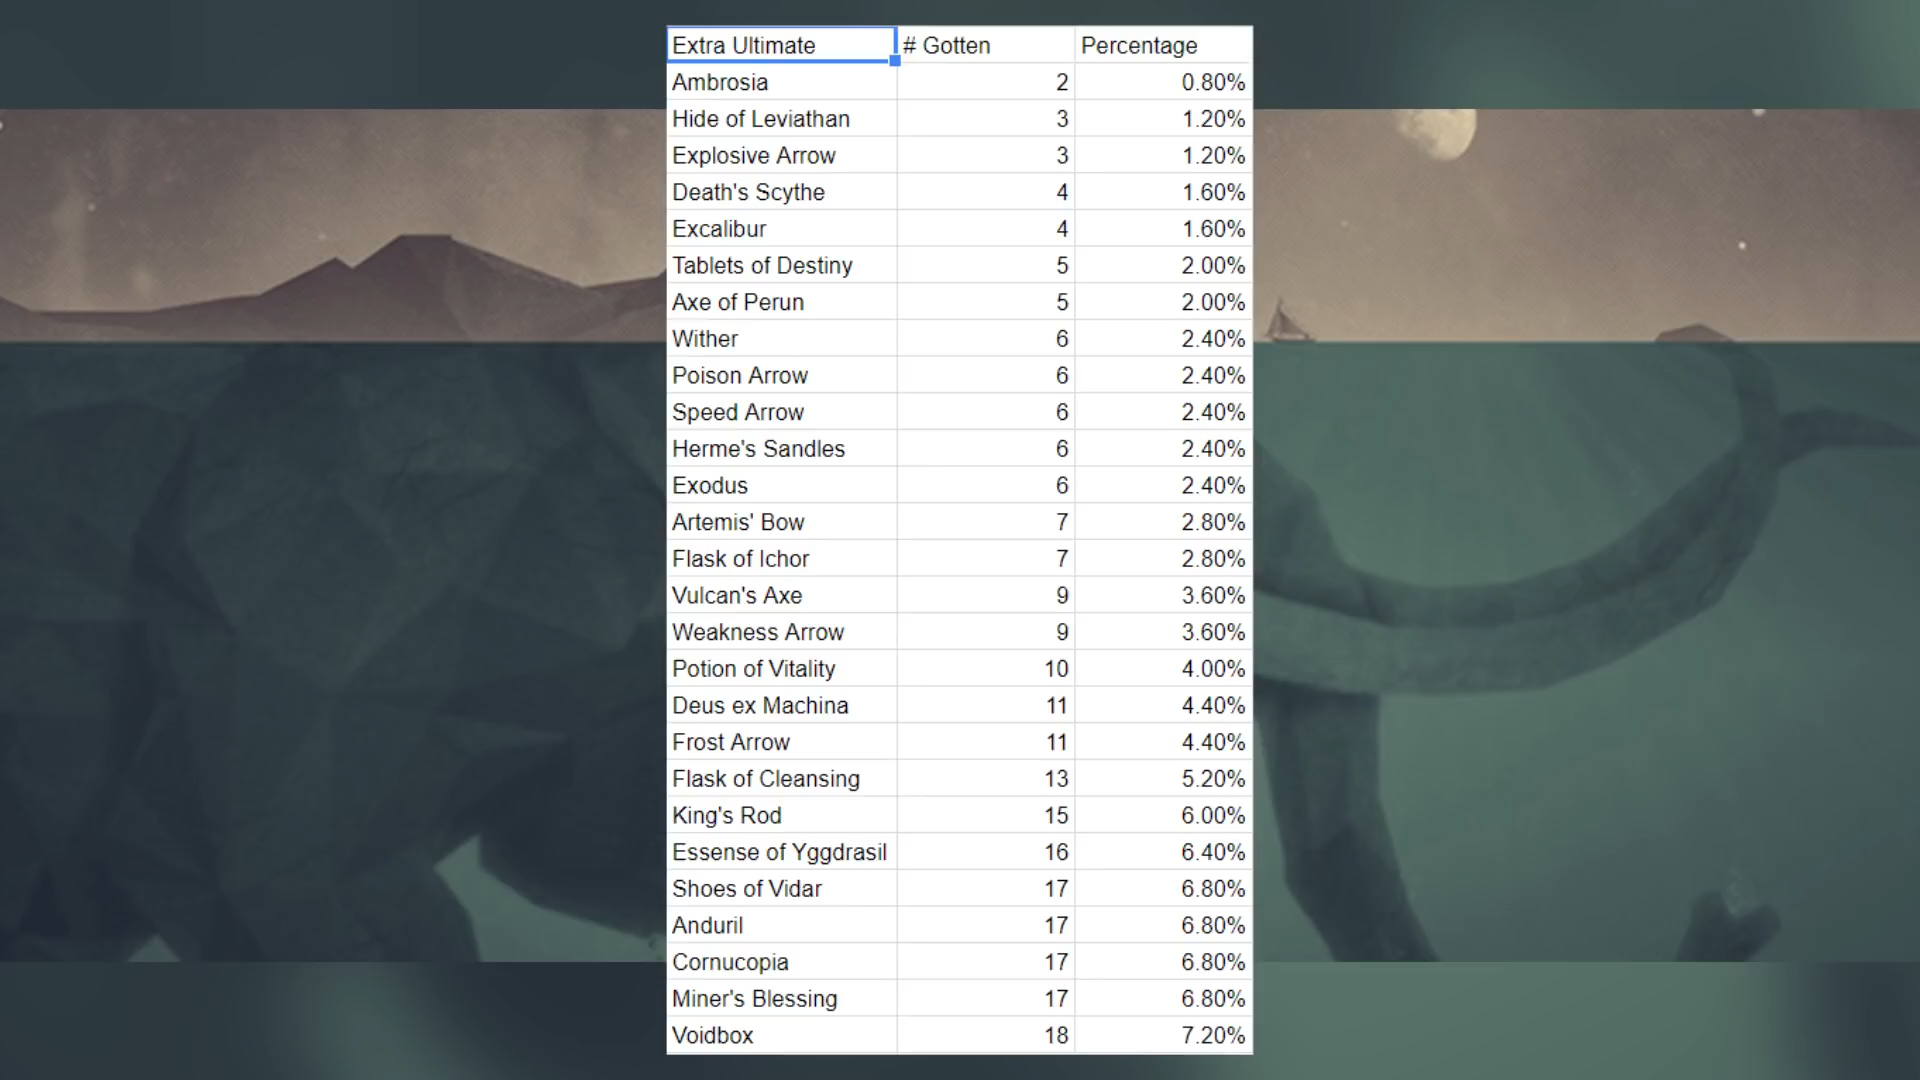 Extra Ultimate # Gotten Percentage
Ambrosia 2 0.80%
Hide of Leviathan 3 1.20%
Explosive Arrow 3 1.20%
Death's Scythe 4 1.60%
Excalibur 4 1.60%
Tablets of Destiny 5 2.00%
Axe of Perun 5 2.00%
Wither 6 2.40%
Poison Arrow 6 2.40%
Speed Arrow 6 2.40%
Herme's Sandles 6 2.40%
Exodus 6 2.40%
Artemis' Bow 7 2.80%
Flask of Ichor 7 2.80%
Vulcan's Axe 9 3.60%
Weakness Arrow 9 3.60%
Potion of Vitality 10 4.00%
Deus ex Machina 11 4.40%
Frost Arrow 11 4.40%
Flask of Cleansing 13 5.20%
King's Rod 15 6.00%
Essense of Yggdrasil 16 6.40%
Shoes of Vidar 17 6.80%
Anduril 17 6.80%
Cornucopia 17 6.80%
Miner's Blessing 17 6.80%
Voidbox 18 7.20%